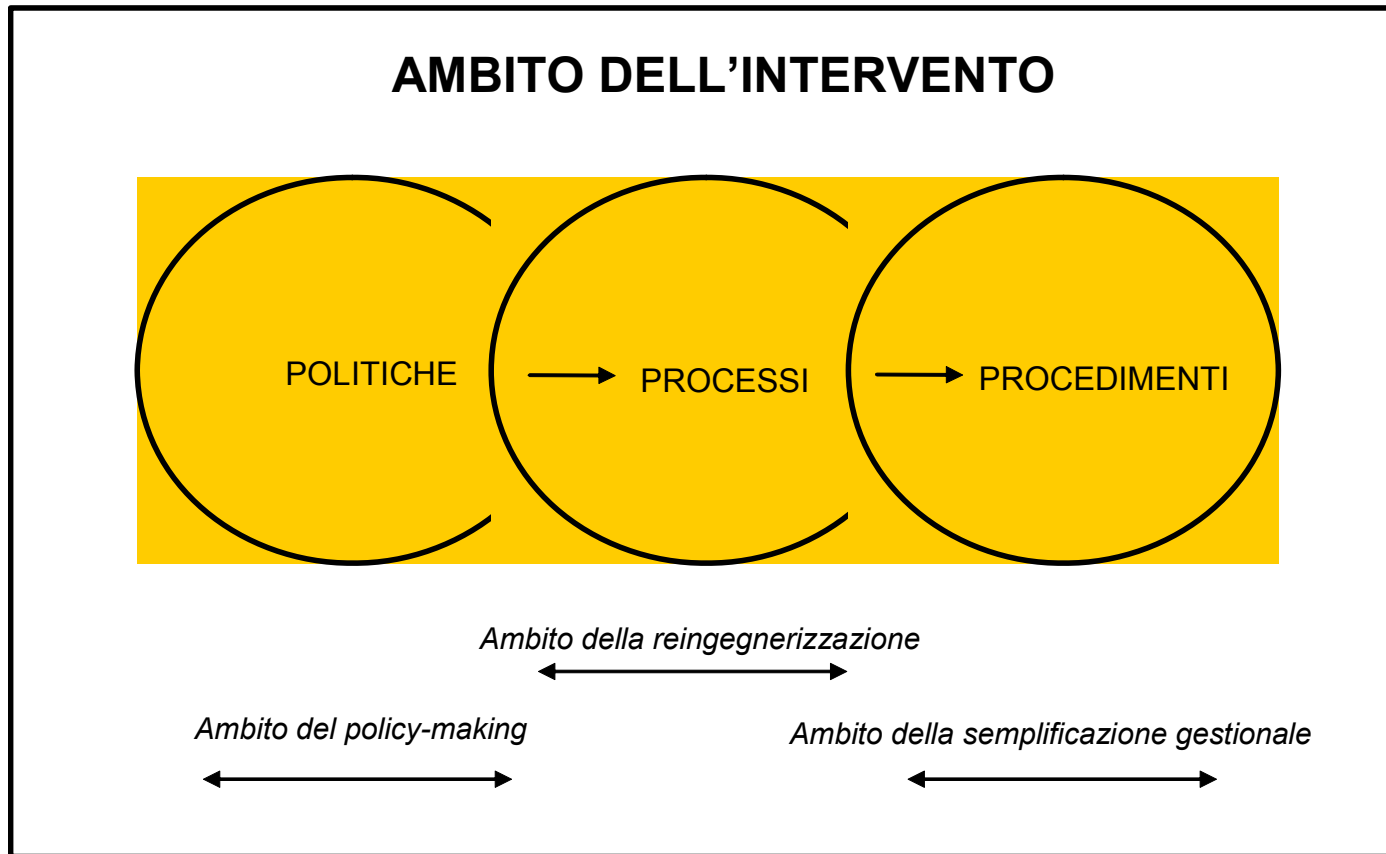 AMBITO DELL’INTERVENTO
POLITICHE
PROCESSI
PROCEDIMENTI
Ambito della reingegnerizzazione
Ambito del policy-making
Ambito della semplificazione gestionale